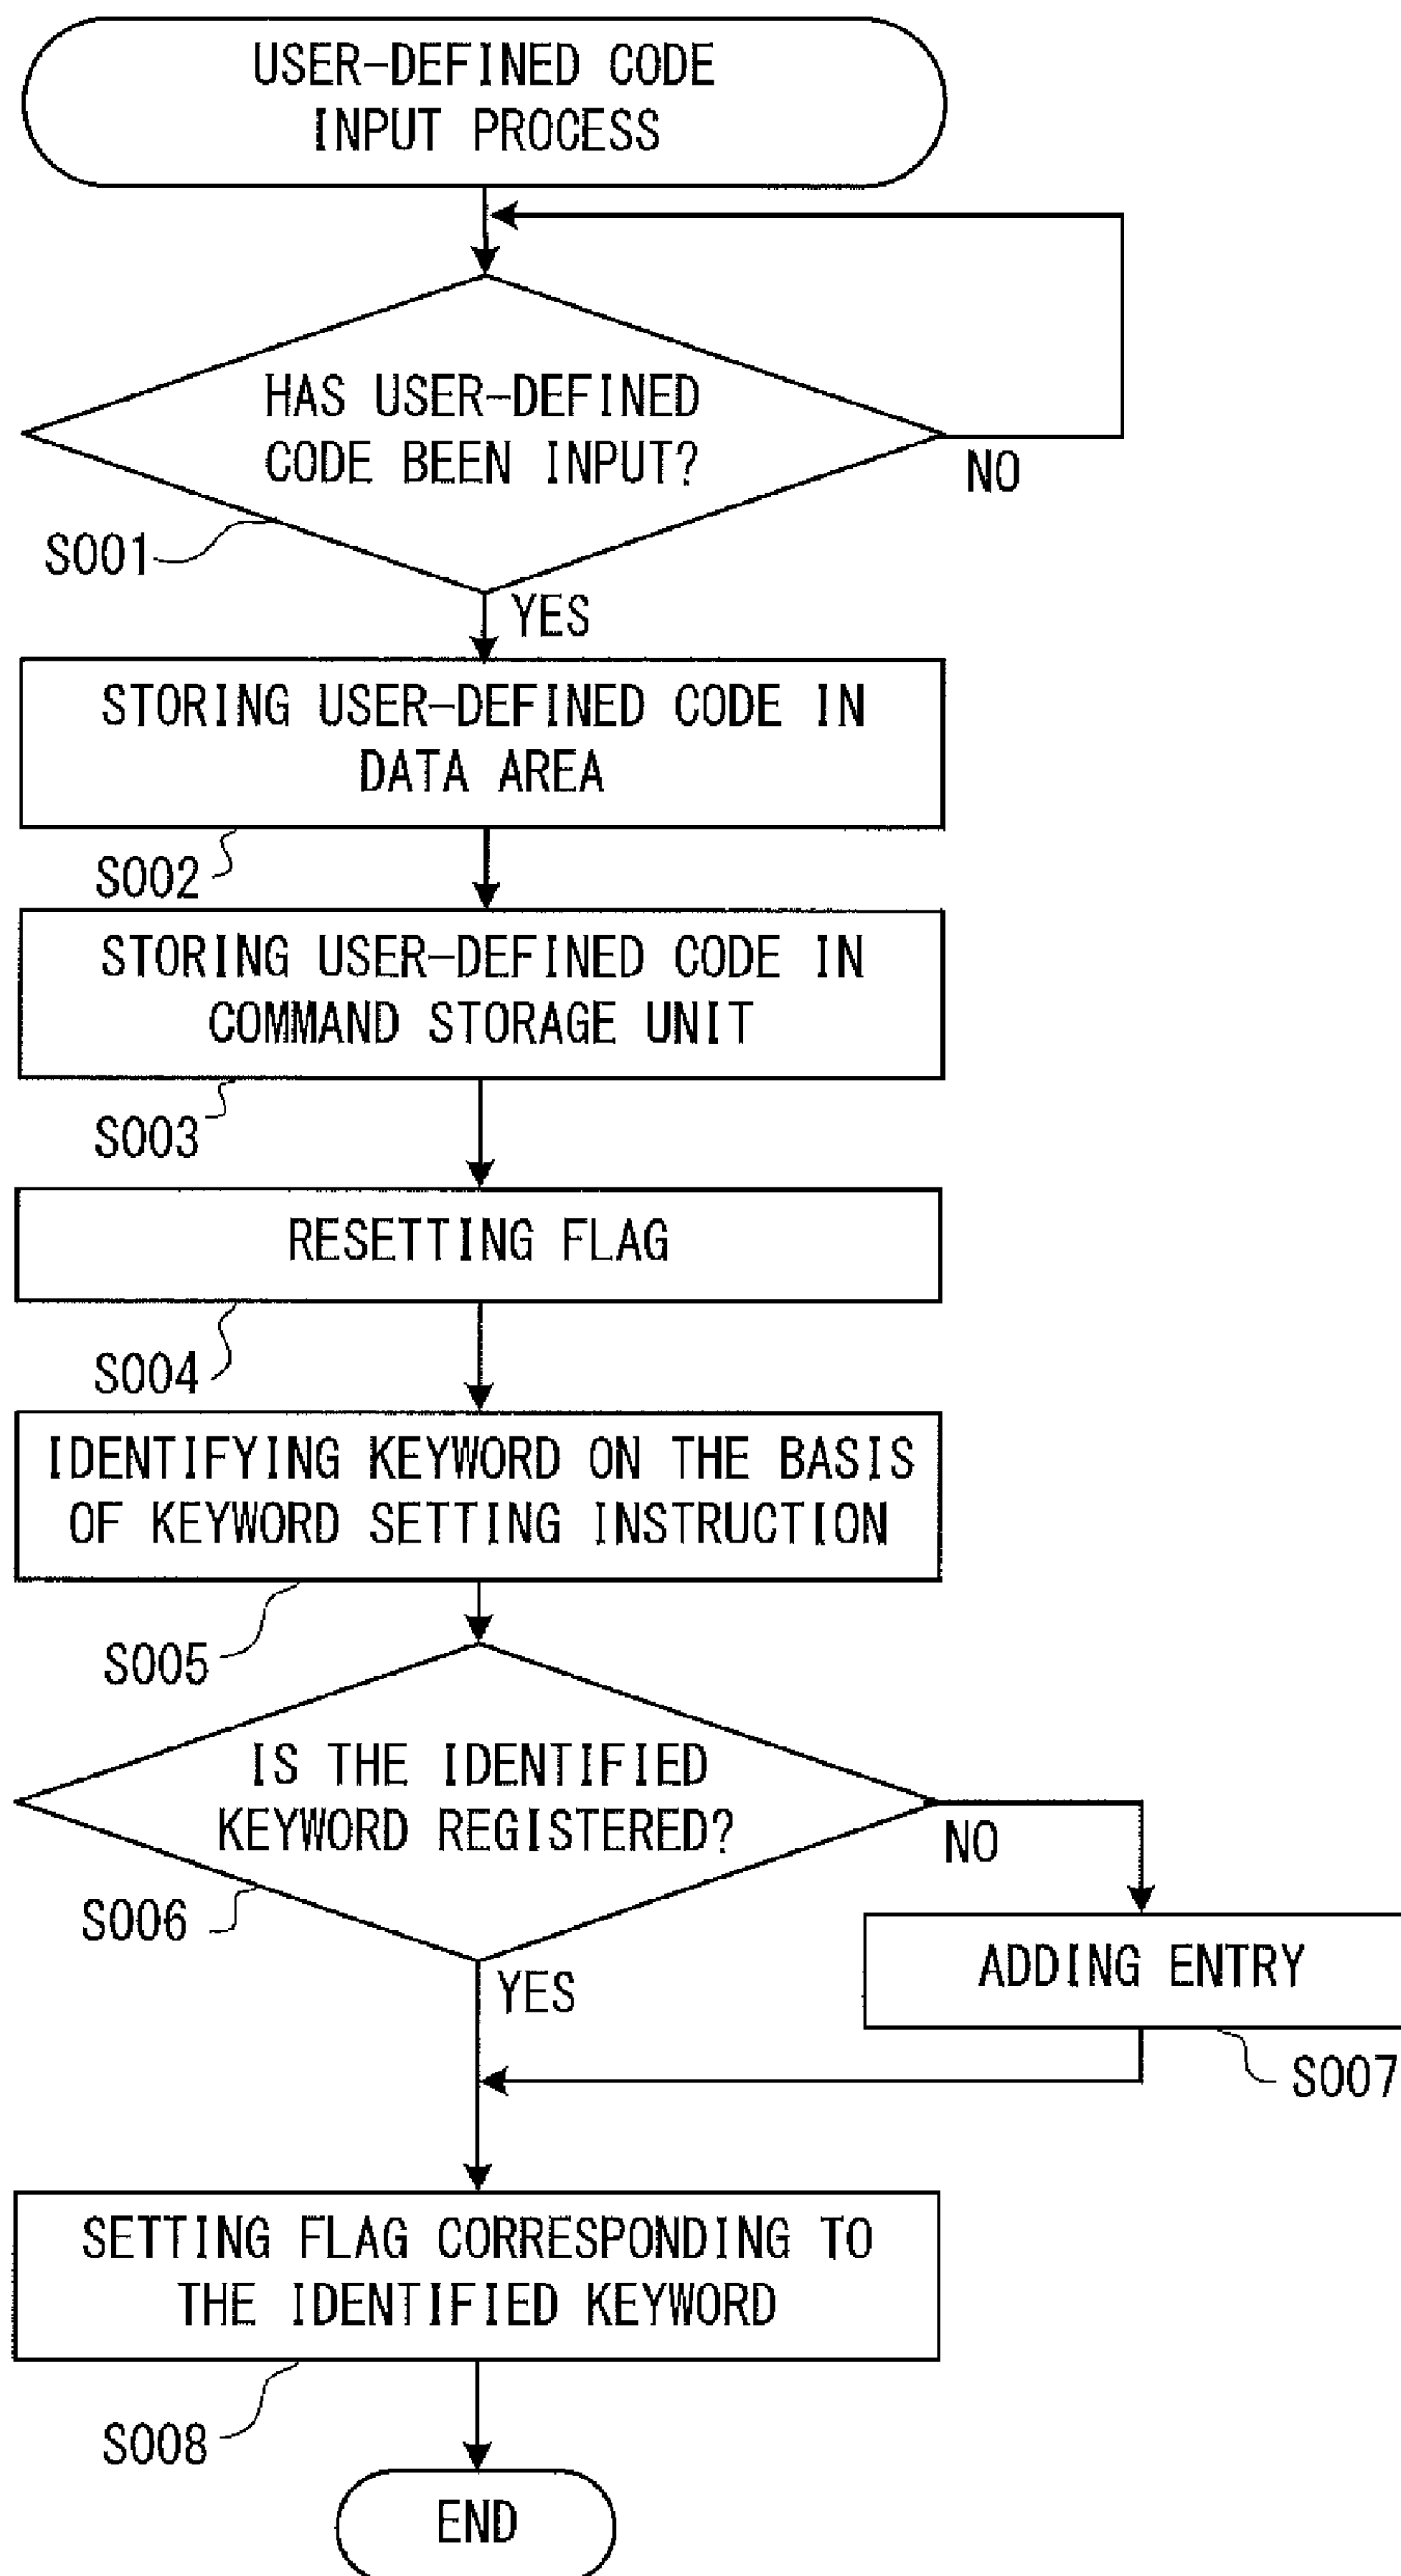 USER-DEFINED CODE
INPUT PROCESS
HAS USER-DEFINED
CODE BEEN INPUT?
NO
S001
YES
STORING USER-DEFINED CODE IN
DATA AREA
S002
STORING USER-DEFINED CODE IN
COMMAND STORAGE UNIT
S003
RESETTING FLAG
S004
IDENTIFYING KEYWORD ON THE BASIS
OF KEYWORD SETTING INSTRUCTION
S005
IS THE IDENTIFIED
KEYWORD REGISTERED?
NO
S006
YES
ADDING ENTRY
S007
SETTING FLAG CORRESPONDING TO
THE IDENTIFIED KEYWORD
S008
END